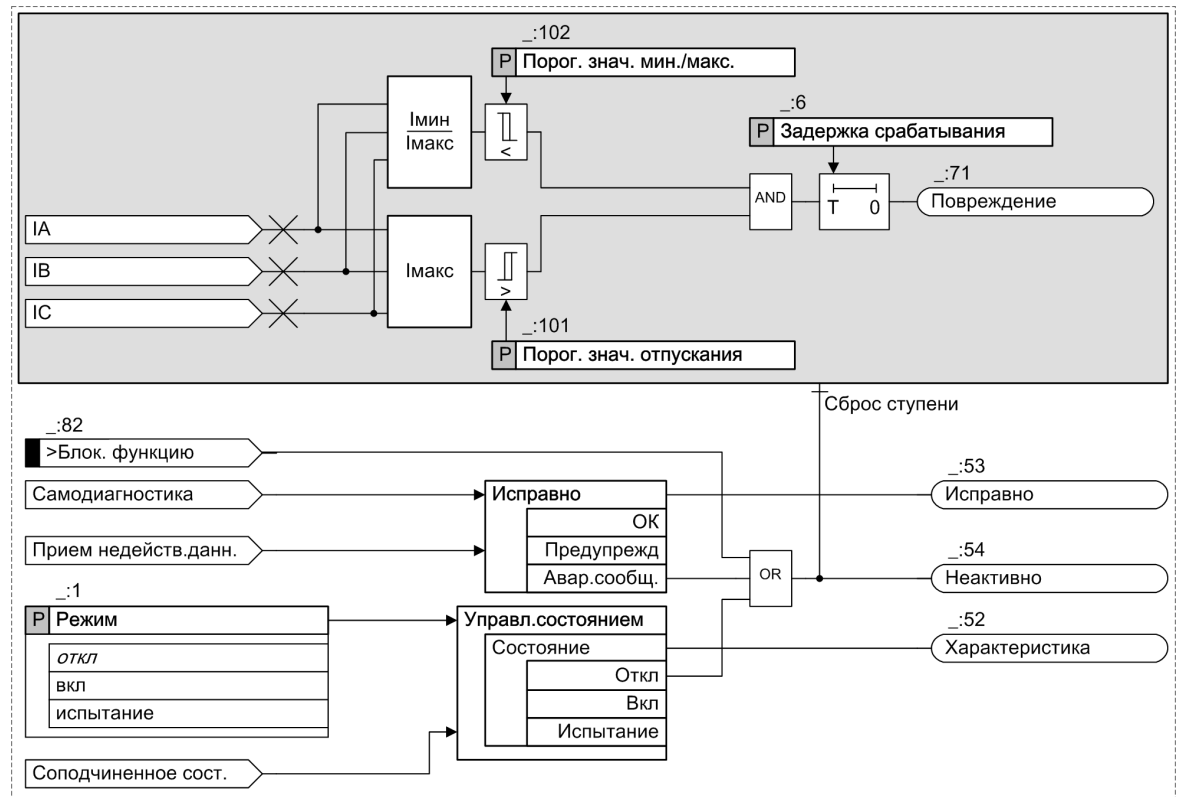 _:102
P Порог. знач. мин./макс.
Iмин
Iмакс
<
_:6
P Задержка срабатывания
AND
T 0
_:71
Повреждение
IA
IB
IC
Iмакс
>
_:101
P Порог. знач. отпускания
Сброс ступени
_:82
>Блок. функцию
Самодиагностика
Прием недейств.данн.
Исправно
ОК
Предупрежд
Авар.сообщ.
OR
_:53
Исправно
_:54
Неактивно
_:52
Характеристика
_:1
P Режим
откл
вкл
испытание
Управл.состоянием
Состояние
Откл
Вкл
Испытание
Соподчиненное сост.